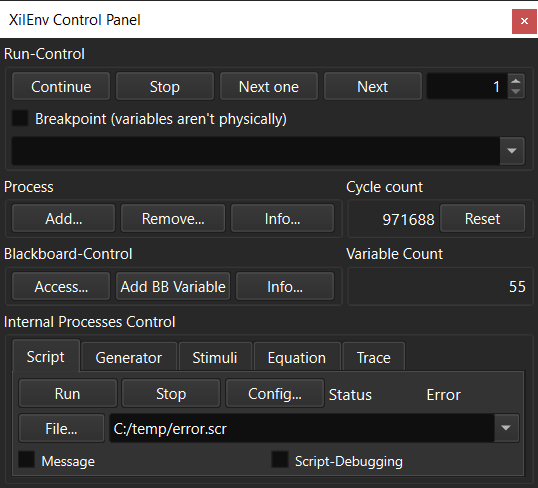 XilEnv Control Panel
Run-Control
Continue Stop Next one Next 1
Breakpoint (variables aren't physically)
Process Cycle count
Add... Remove... Info... 971688 Reset
Blackboard-Control Variable Count
Access... Add BB Variable Info... 55
Internal Processes Control
Script Generator Stimuli Equation Trace
Run Stop Config... Status Error
File... C:/temp/error.scr
Message Script-Debugging